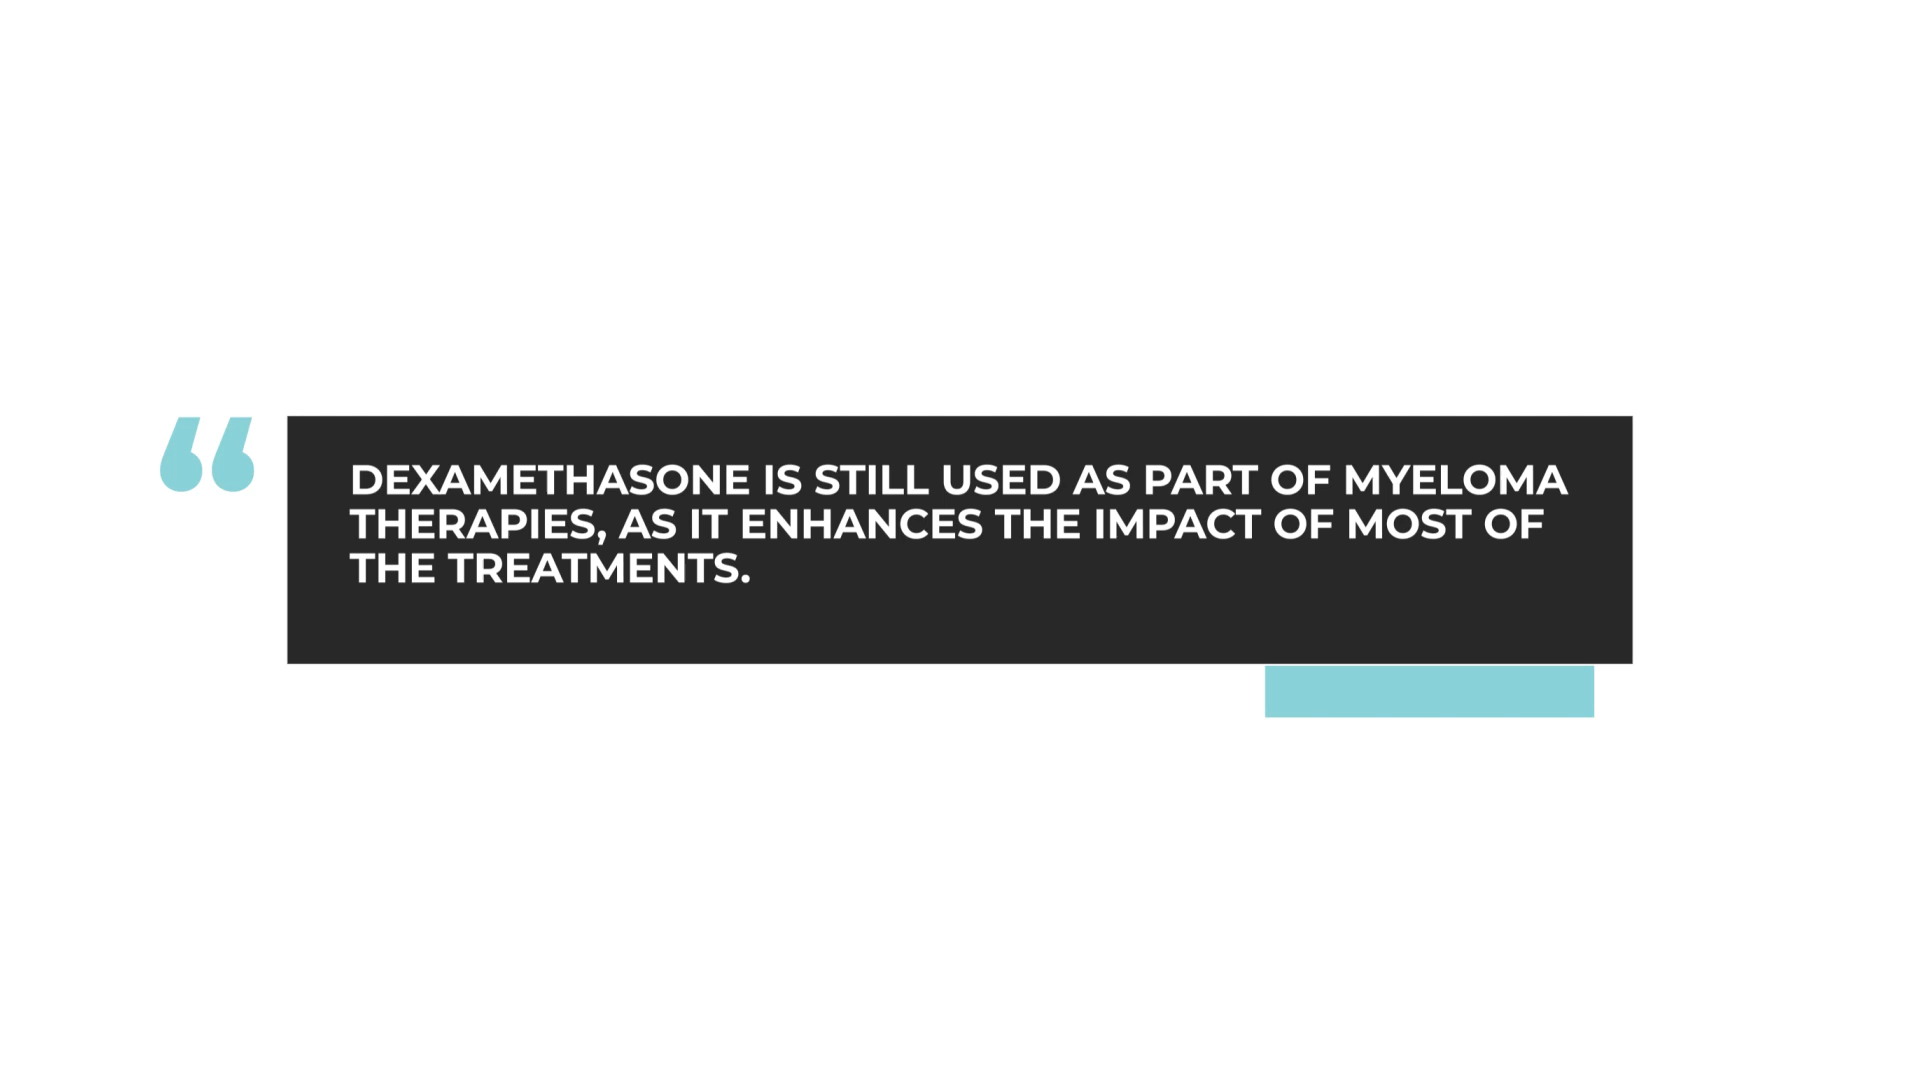 “
DEXAMETHASONE IS STILL USED AS PART OF MYELOMA
THERAPIES, AS IT ENHANCES THE IMPACT OF MOST OF
THE TREATMENTS.